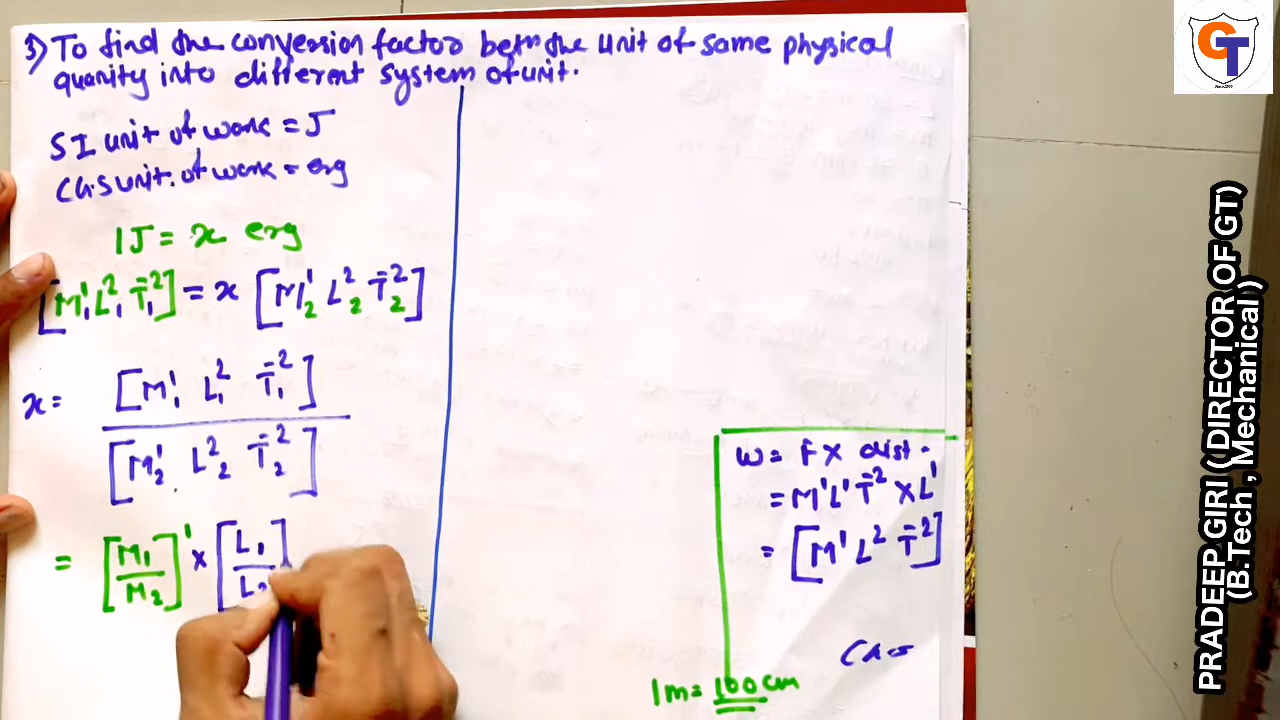 3) To find the conversion factor betn the unit of same physical
quanity into different system of unit.
SI unit of work = J
C.G.S unit. of work = erg
1J = x erg
[M₁¹ L₁² T₁⁻²] = x [M₂¹ L₂² T₂⁻²]
x = [M₁¹ L₁² T₁⁻²]
[M₂¹ L₂² T₂⁻²]
= [M₁/M₂]¹ × [L₁/L₂]
W = F × dist.
= M¹L¹T⁻² × L¹
= [M¹ L² T⁻²]
CGS
1m = 100 cm
GT
PRADEEP GIRI ( DIRECTOR OF GT)
(B.Tech , Mechanical )